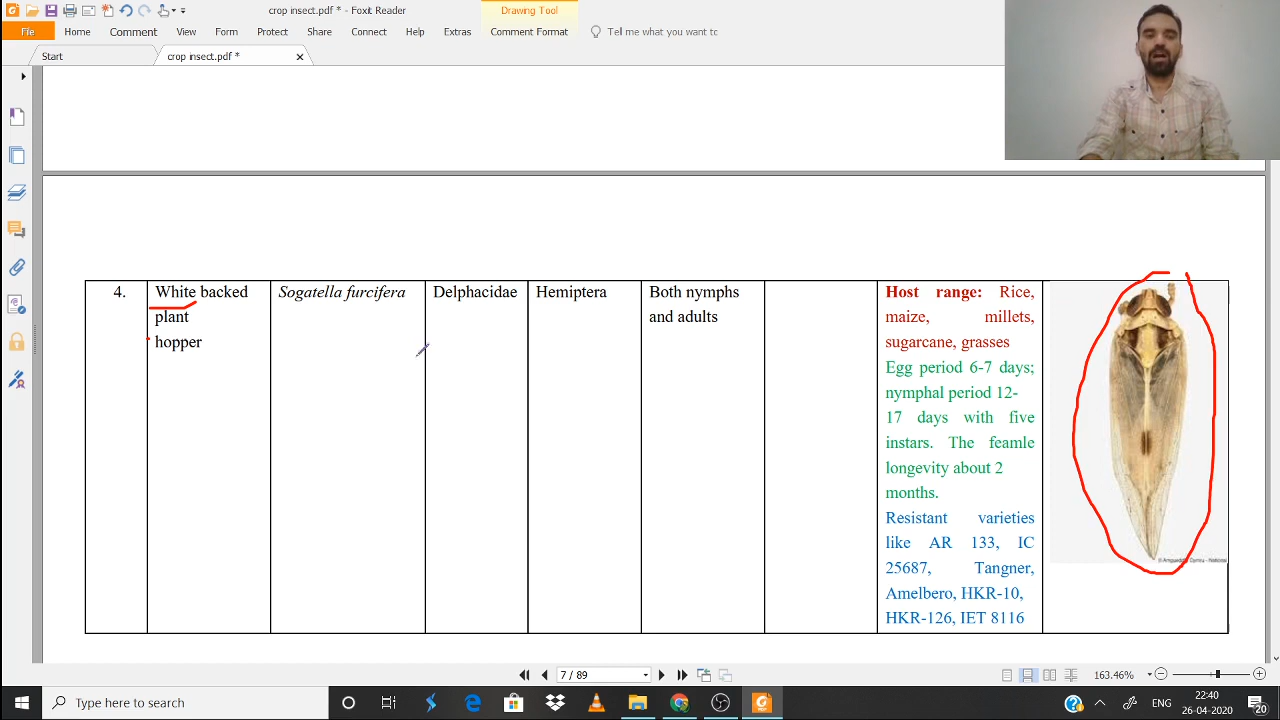 crop insect.pdf * - Foxit Reader
Drawing Tool
File Home Comment View Form Protect Share Connect Help Extras Comment Format Tell me what you want tc
Start
crop insect.pdf *
4.
White backed
plant
hopper
Sogatella furcifera
Delphacidae
Hemiptera
Both nymphs
and adults
Host range: Rice,
maize, millets,
sugarcane, grasses
Egg period 6-7 days;
nymphal period 12-
17 days with five
instars. The feamle
longevity about 2
months.
Resistant varieties
like AR 133, IC
25687, Tangner,
Amelbero, HKR-10,
HKR-126, IET 8116
7 / 89
163.46%
Type here to search
ENG
22:40
26-04-2020
20